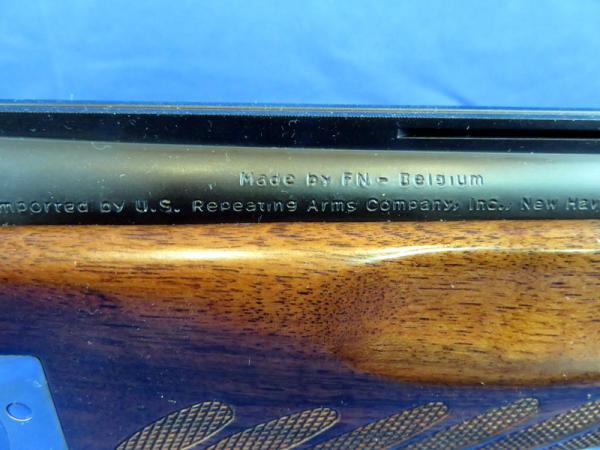 Made by FN - Belgium
mported by U.S. Repeating Arms Company, Inc., New Hav